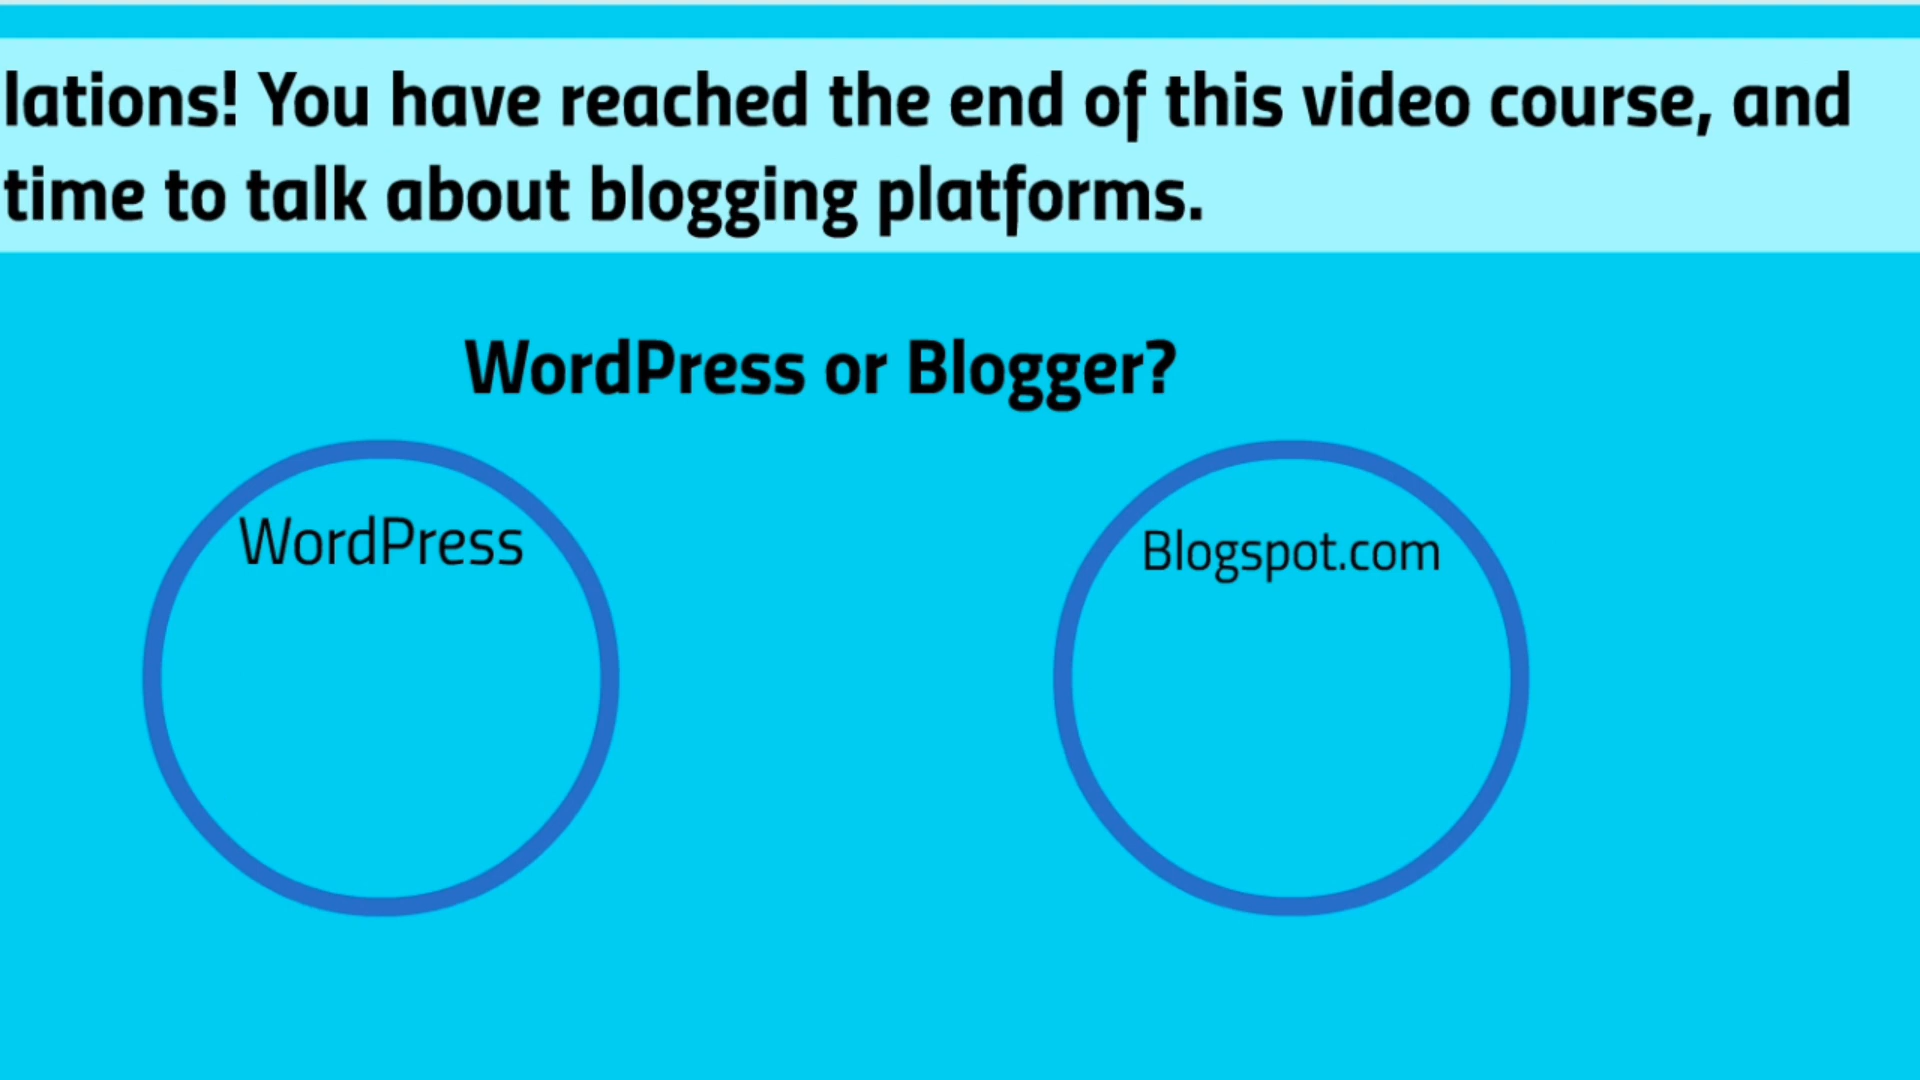 lations! You have reached the end of this video course, and
time to talk about blogging platforms.
WordPress or Blogger?
WordPress
Blogspot.com